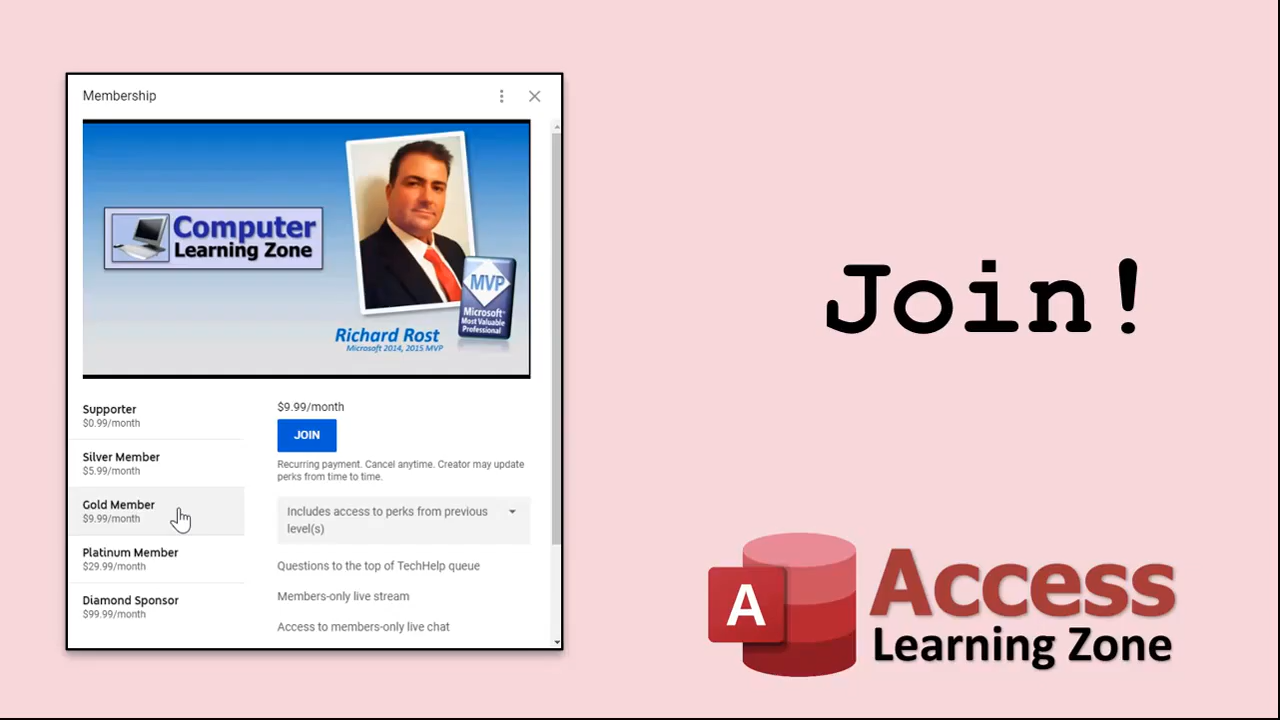 Membership
Computer
Learning Zone
MVP
Microsoft®
Most Valuable
Professional
Richard Rost
Microsoft 2014, 2015 MVP
Supporter
$0.99/month
Silver Member
$5.99/month
Gold Member
$9.99/month
Platinum Member
$29.99/month
Diamond Sponsor
$99.99/month
$9.99/month
JOIN
Recurring payment. Cancel anytime. Creator may update
perks from time to time.
Includes access to perks from previous
level(s)
Questions to the top of TechHelp queue
Members-only live stream
Access to members-only live chat
Join!
A
Access
Learning Zone